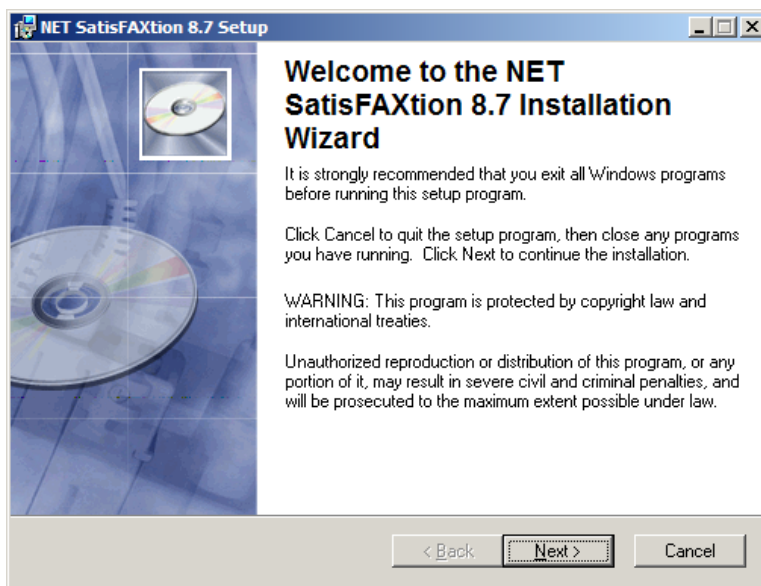 NET SatisFAXtion 8.7 Setup
Welcome to the NET
SatisFAXtion 8.7 Installation
Wizard
It is strongly recommended that you exit all Windows programs
before running this setup program.
Click Cancel to quit the setup program, then close any programs
you have running. Click Next to continue the installation.
WARNING: This program is protected by copyright law and
international treaties.
Unauthorized reproduction or distribution of this program, or any
portion of it, may result in severe civil and criminal penalties, and
will be prosecuted to the maximum extent possible under law.
< Back
Next >
Cancel